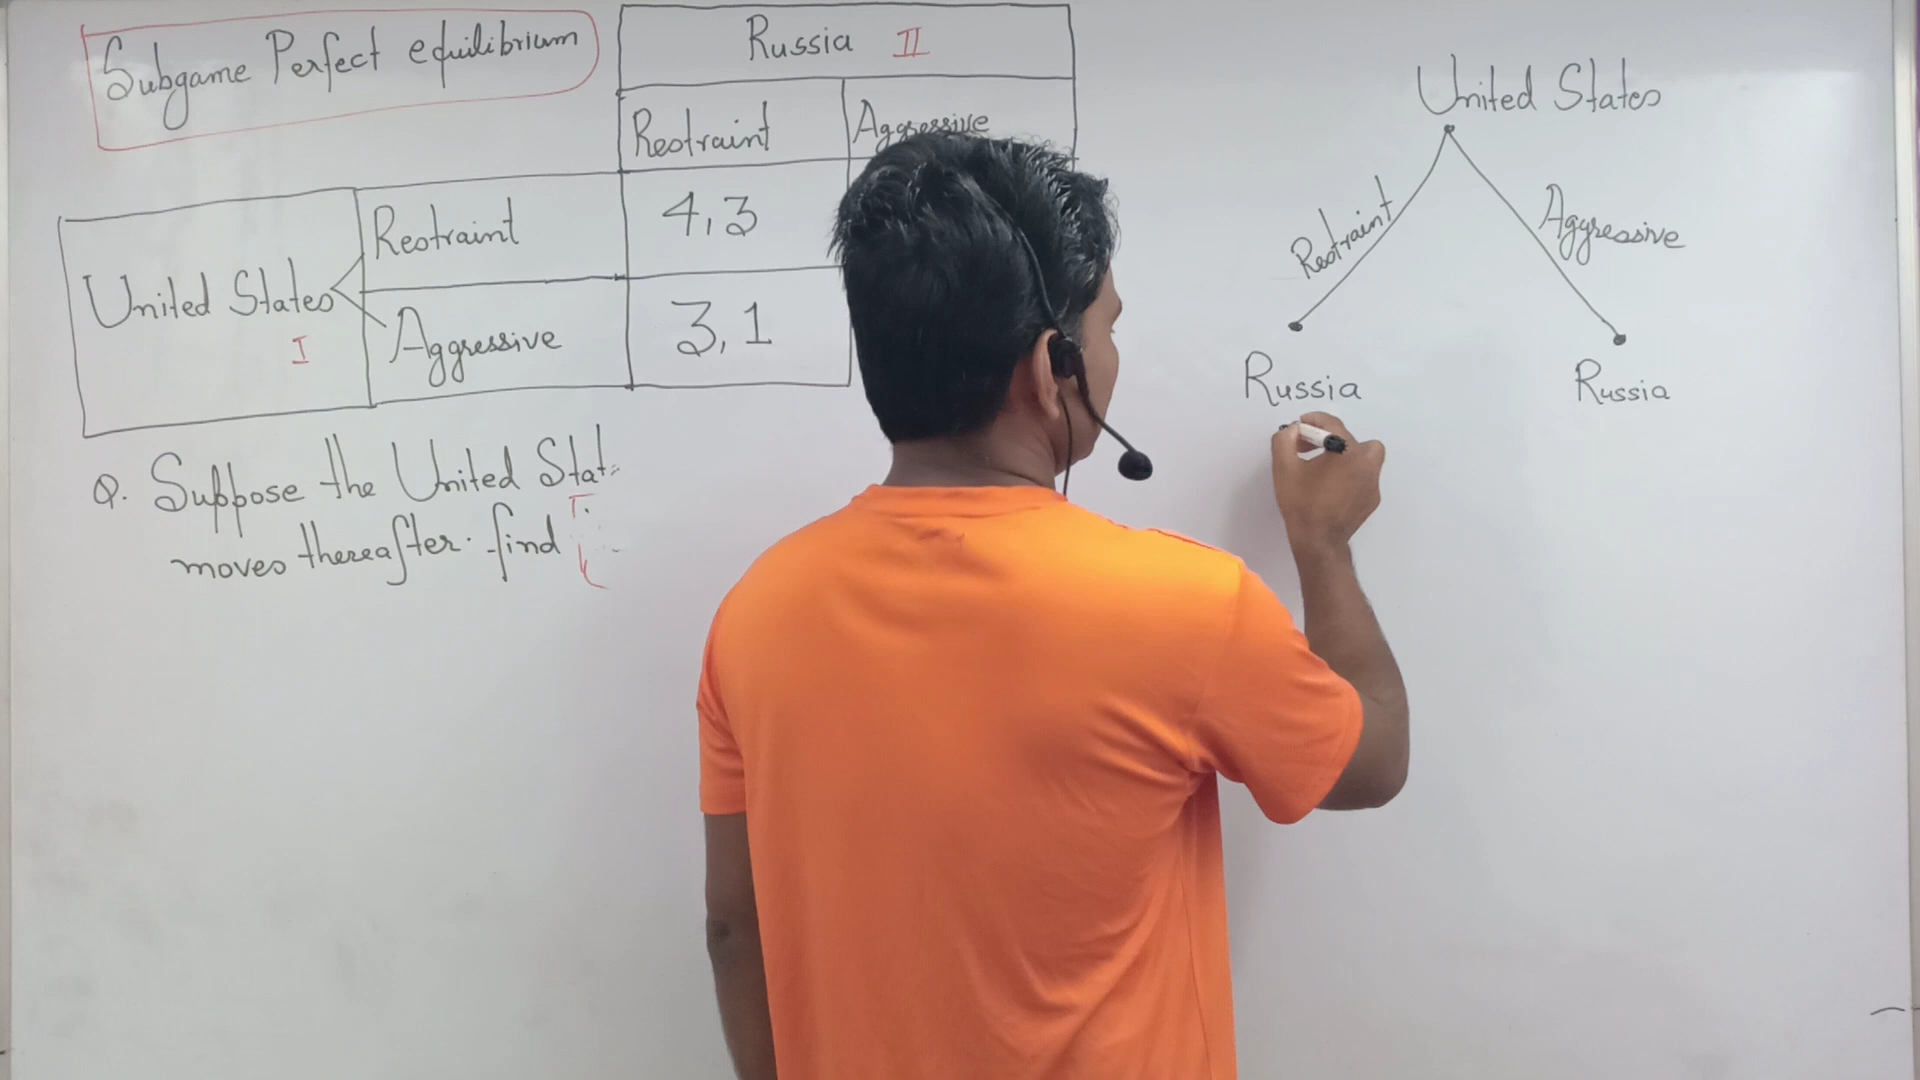 Subgame Perfect equilibrium
Russia II
Restraint Aggressive
United States I
Restraint 4,3
Aggressive 3,1
Q. Suppose the United
moves thereafter. find
United States
Restraint Aggressive
Russia Russia